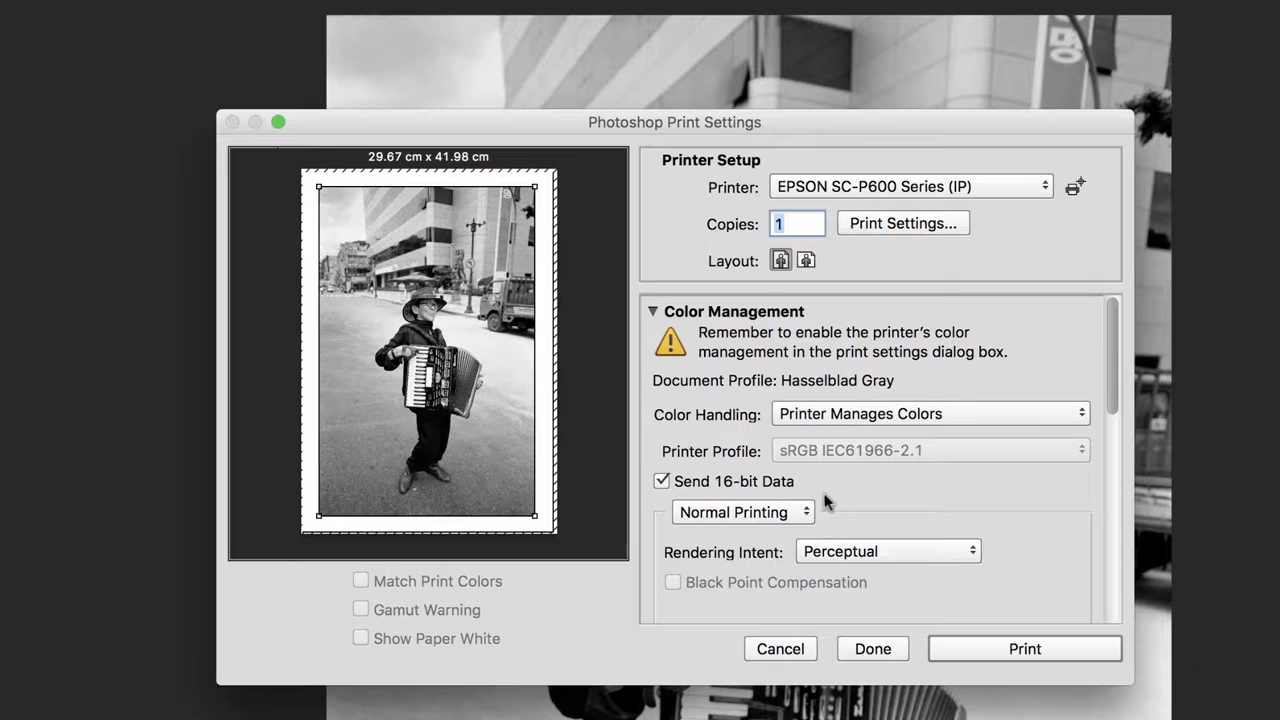 Photoshop Print Settings
29.67 cm x 41.98 cm
Match Print Colors
Gamut Warning
Show Paper White
Printer Setup
Printer: EPSON SC-P600 Series (IP)
Copies: 1 Print Settings...
Layout:
Color Management
Remember to enable the printer's color
management in the print settings dialog box.
Document Profile: Hasselblad Gray
Color Handling: Printer Manages Colors
Printer Profile: sRGB IEC61966-2.1
Send 16-bit Data
Normal Printing
Rendering Intent: Perceptual
Black Point Compensation
Cancel Done Print